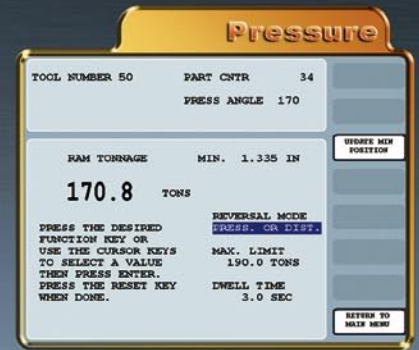 Pressure
TOOL NUMBER 50 PART CNTR 34
PRESS ANGLE 170
UPDATE MIN
POSITION
RAM TONNAGE MIN. 1.335 IN
170.8 TONS
REVERSAL MODE
PRESS. OR DIST.
PRESS THE DESIRED
FUNCTION KEY OR
USE THE CURSOR KEYS
TO SELECT A VALUE
THEN PRESS ENTER.
PRESS THE RESET KEY
WHEN DONE.
MAX. LIMIT
190.0 TONS
DWELL TIME
3.0 SEC
RETURN TO
MAIN MENU